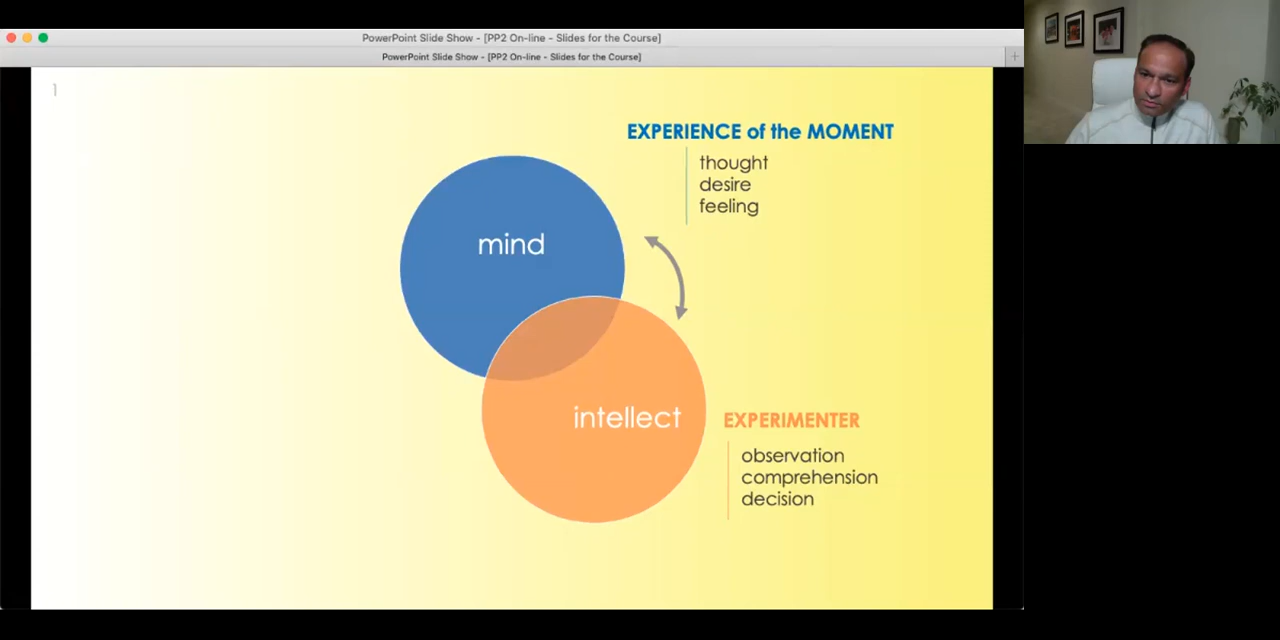 PowerPoint Slide Show - [PP2 On-line - Slides for the Course]
PowerPoint Slide Show - [PP2 On-line - Slides for the Course]
1
EXPERIENCE of the MOMENT
thought
desire
feeling
mind
intellect
EXPERIMENTER
observation
comprehension
decision